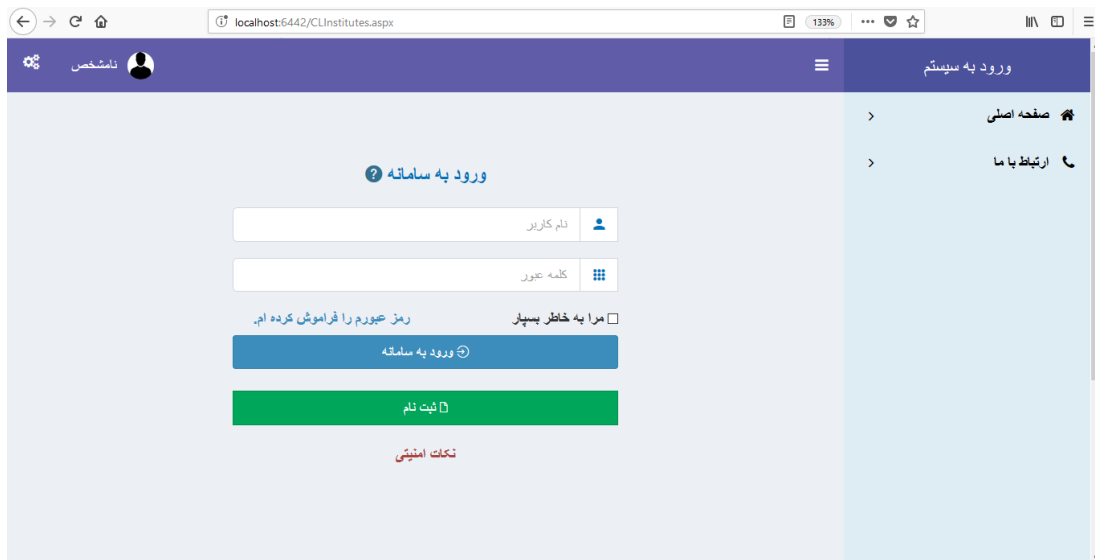 localhost:6442/CLInstitutes.aspx
133%
ورود به سیستم
نامشخص
صفحه اصلی
ارتباط با ما
ورود به سامانه
نام کاربر
کلمه عبور
مرا به خاطر بسپار
رمز عبورم را فراموش کرده ام.
ورود به سامانه
ثبت نام
نکات امنیتی